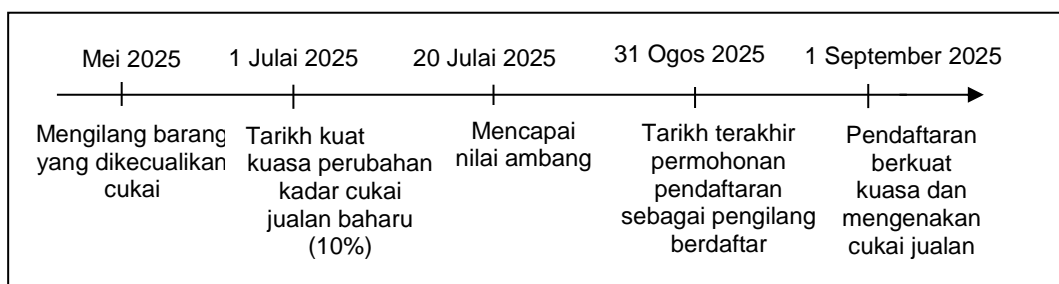 Mei 2025
1 Julai 2025
20 Julai 2025
31 Ogos 2025
1 September 2025
Mengilang barang
yang dikecualikan
cukai
Tarikh kuat
kuasa perubahan
kadar cukai
jualan baharu
(10%)
Mencapai
nilai ambang
Tarikh terakhir
permohonan
pendaftaran
sebagai pengilang
berdaftar
Pendaftaran
berkuat
kuasa dan
mengenakan
cukai jualan